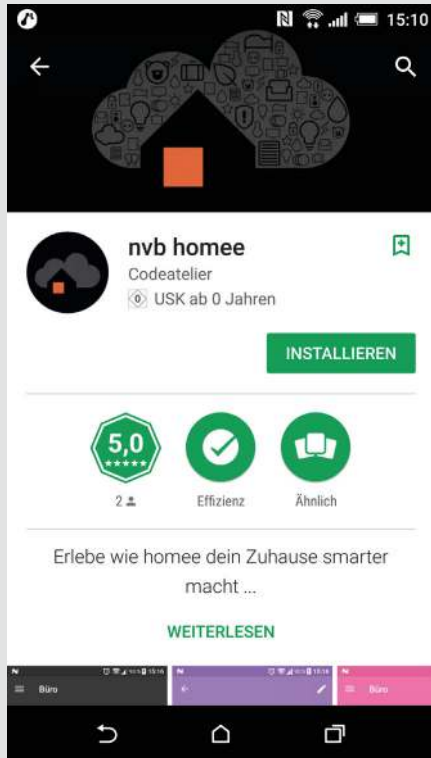 15:10
nvb homee
Codeatelier
0 USK ab 0 Jahren
INSTALLIEREN
5,0
2
Effizienz
Ähnlich
Erlebe wie homee dein Zuhause smarter
macht ...
WEITERLESEN
Büro
Büro